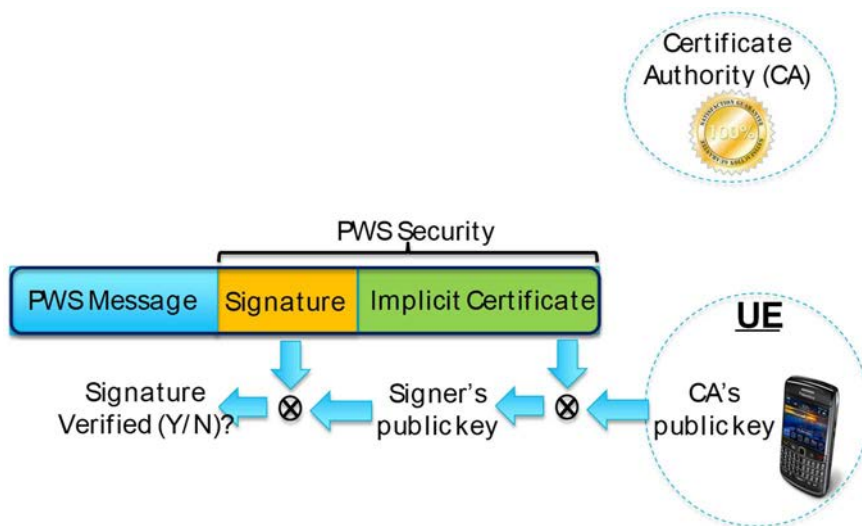 Certificate
Authority (CA)
100%
PWS Security
PWS Message
Signature
Implicit Certificate
UE
Signature
Verified (Y/N)?
Signer's
public key
CA's
public key